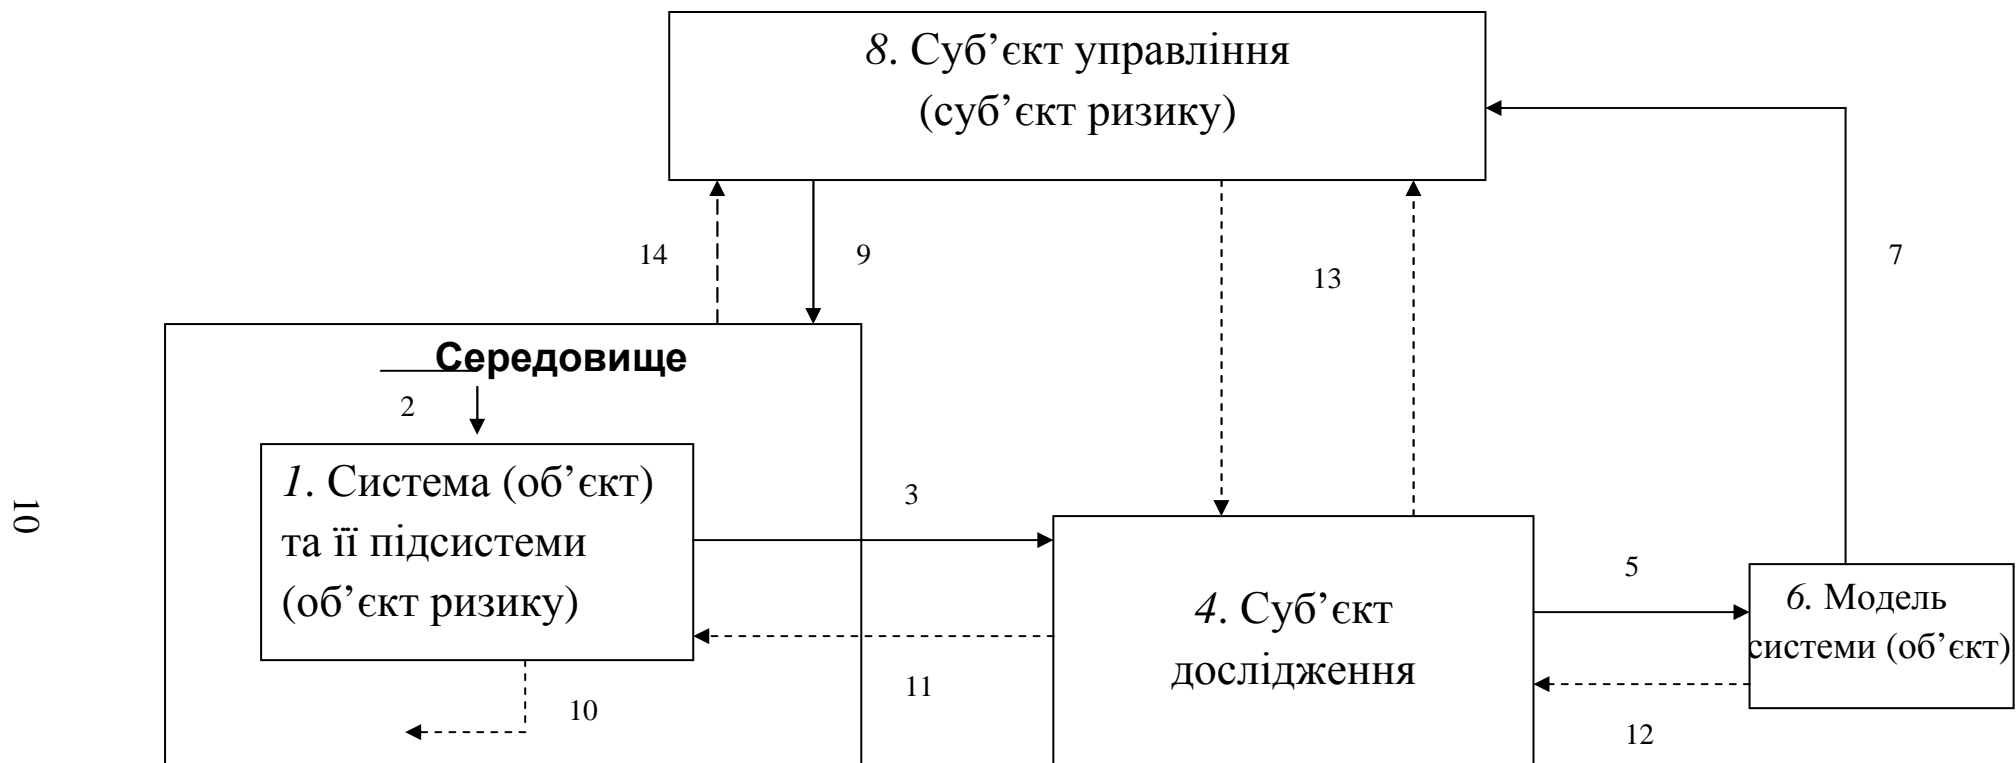 8. Суб’єкт управління
(суб’єкт ризику)
14
9
13
7
Середовище
2
1. Система (об’єкт)
та її підсистеми
(об’єкт ризику)
3
11
10
4. Суб’єкт
дослідження
5
6. Модель
системи (об’єкт)
12
10